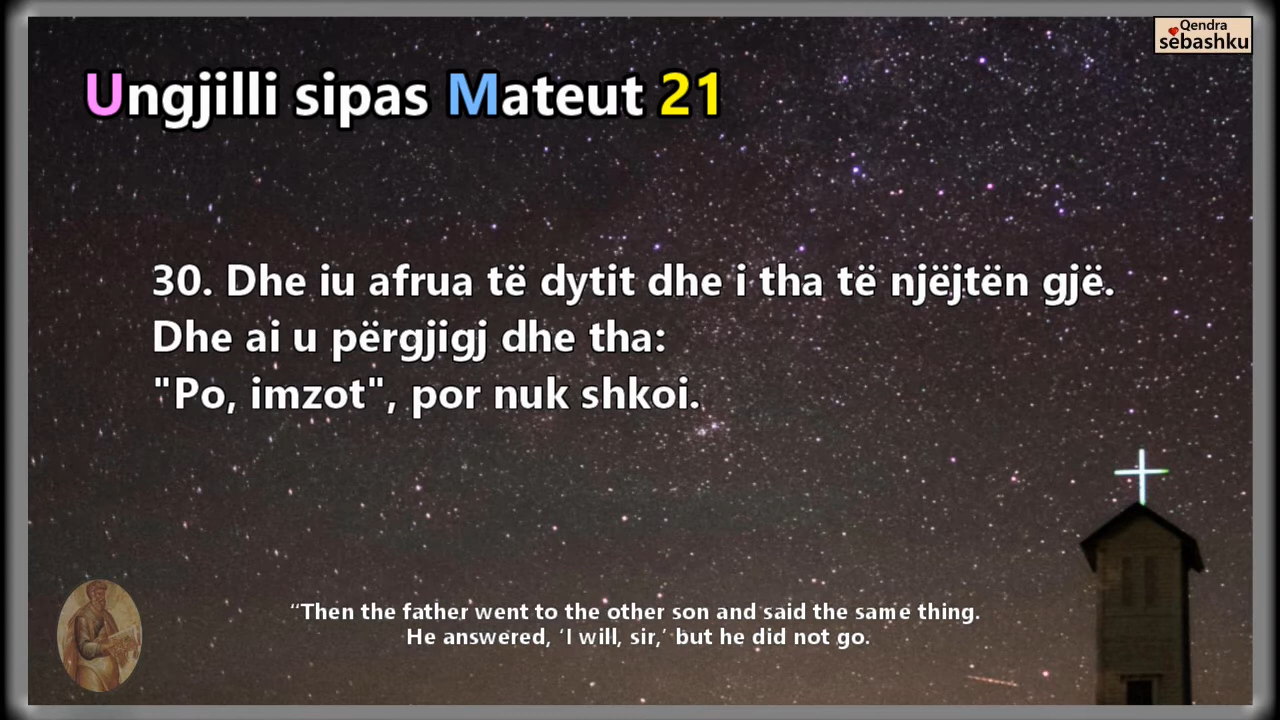 Qendra
sebashku
Ungjilli sipas Mateut 21
30. Dhe iu afrua të dytit dhe i tha të njëjtën gjë.
Dhe ai u përgjigj dhe tha:
"Po, imzot", por nuk shkoi.
“Then the father went to the other son and said the same thing.
He answered, ‘I will, sir,’ but he did not go.